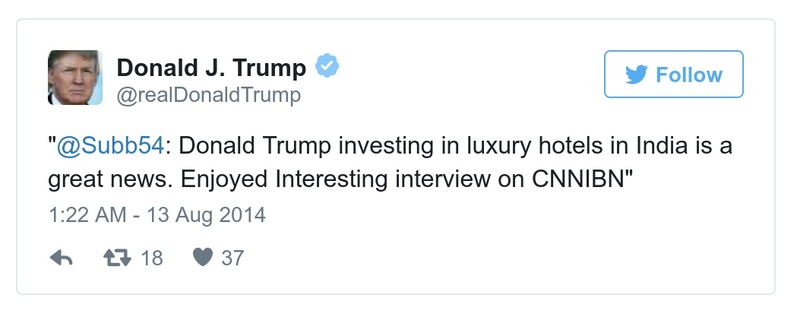 Donald J. Trump
@realDonaldTrump
Follow
"@Subb54: Donald Trump investing in luxury hotels in India is a
great news. Enjoyed Interesting interview on CNNIBN"
1:22 AM - 13 Aug 2014
18 37